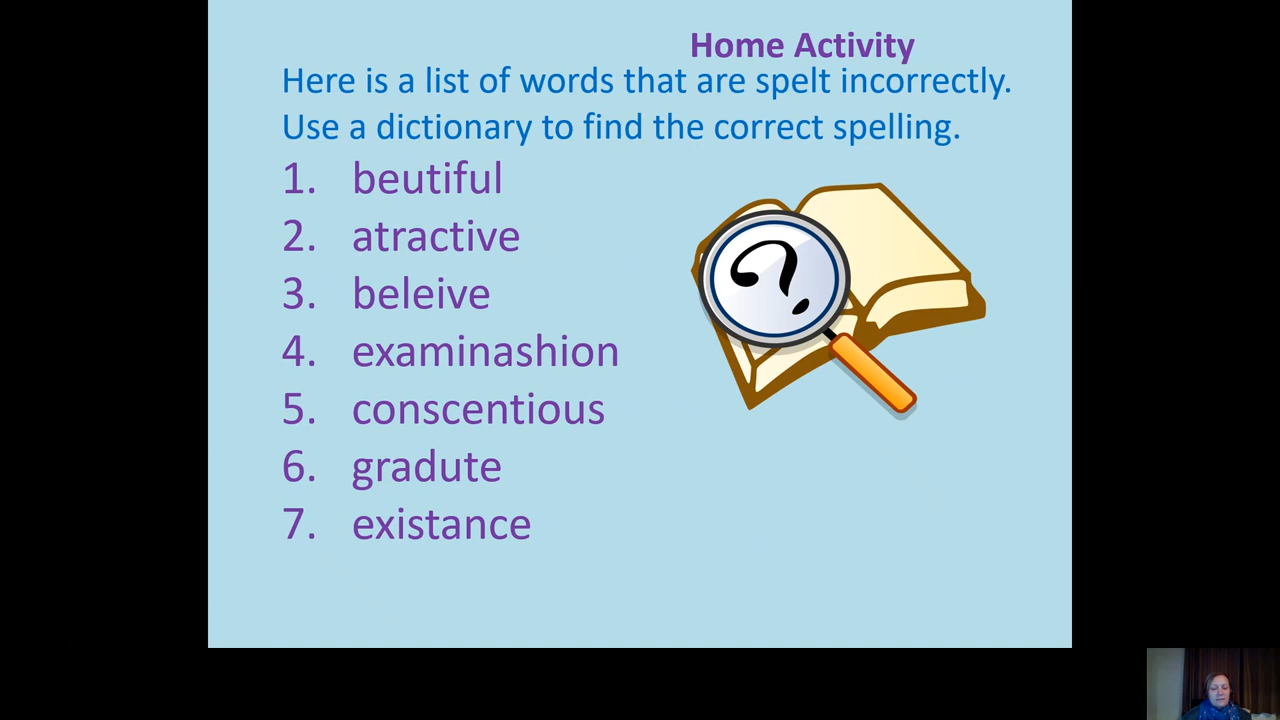 Home Activity
Here is a list of words that are spelt incorrectly.
Use a dictionary to find the correct spelling.
1. beutiful
2. atractive
3. beleive
4. examinashion
5. conscentious
6. gradute
7. existance
?